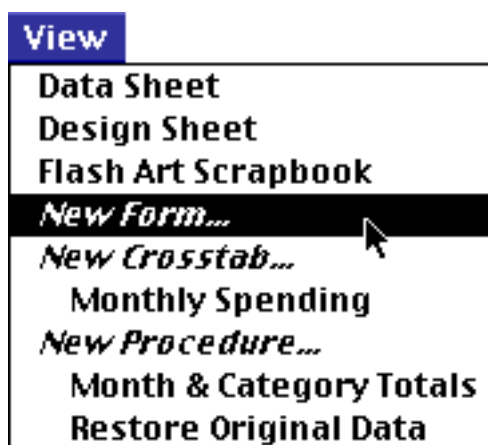 View
Data Sheet
Design Sheet
Flash Art Scrapbook
New Form...
New Crosstab...
Monthly Spending
New Procedure...
Month & Category Totals
Restore Original Data